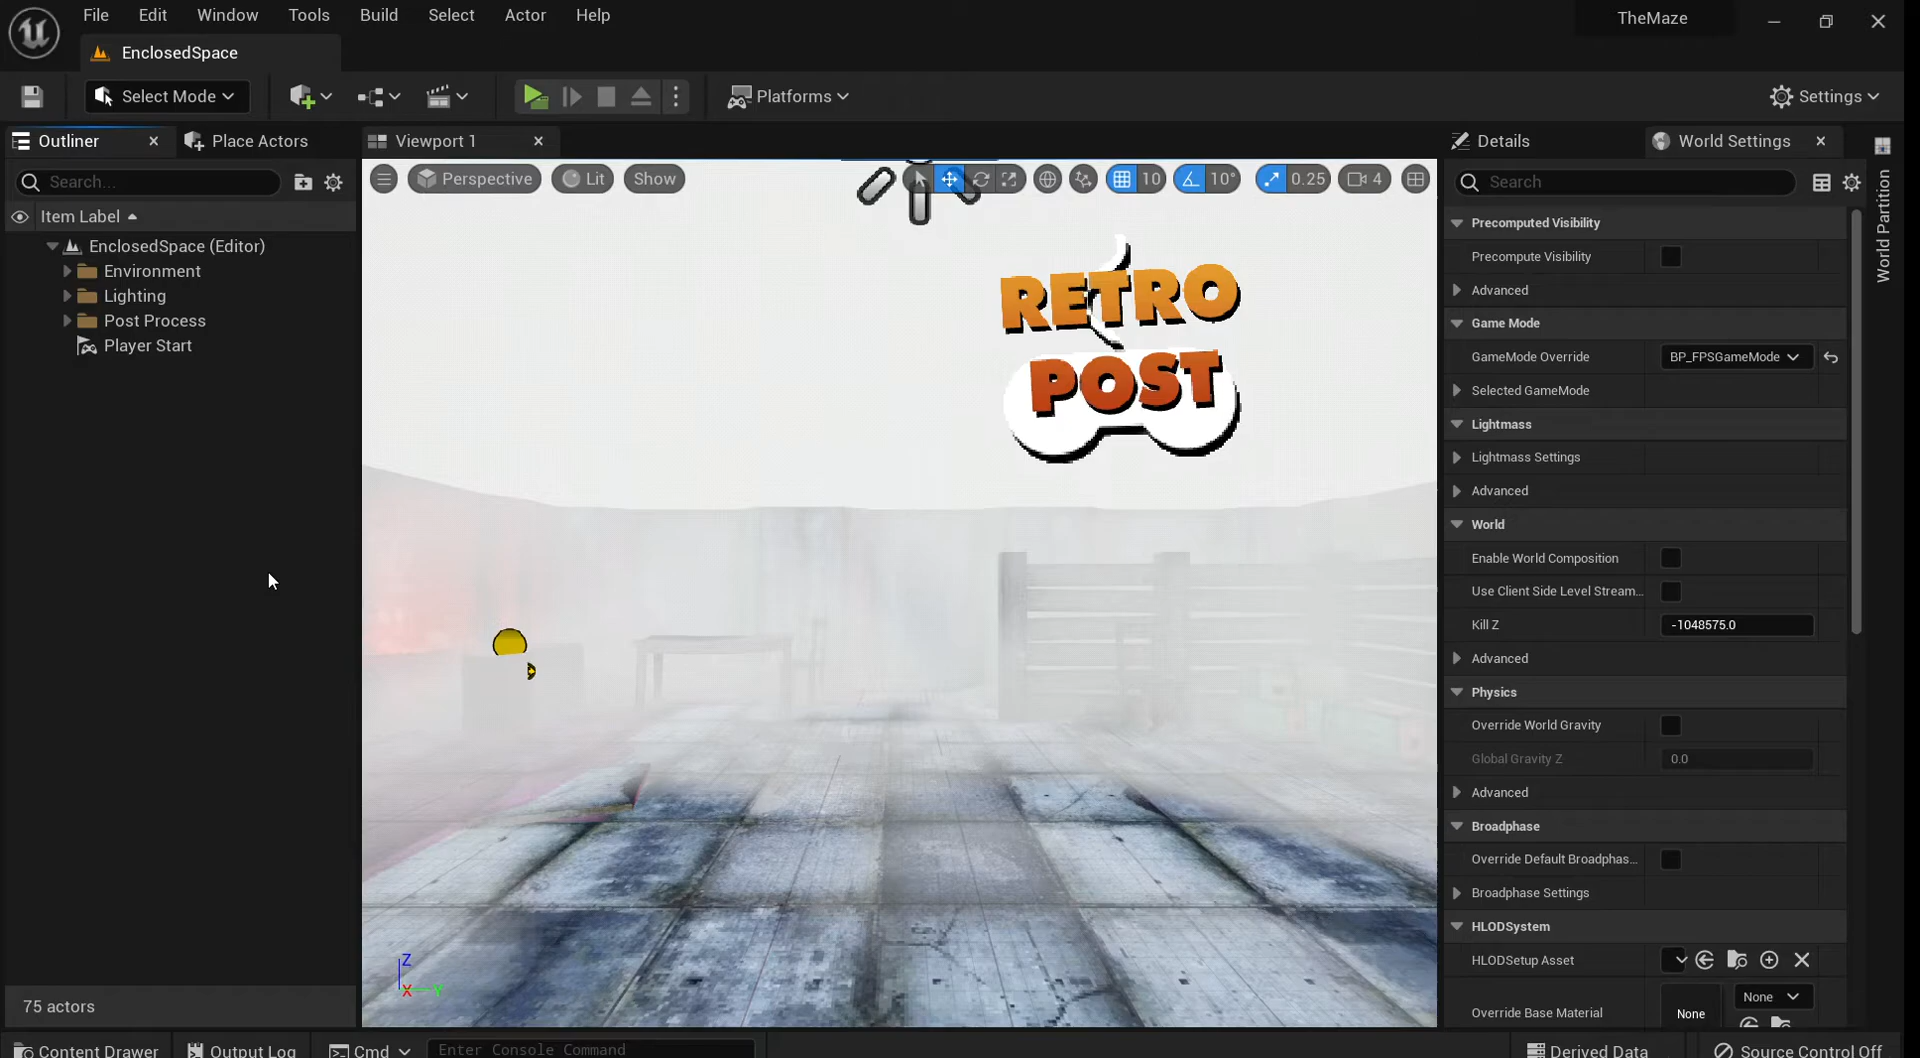 File Edit Window Tools Build Select Actor Help
TheMaze
EnclosedSpace
Select Mode
Platforms
Settings
Outliner
Place Actors
Viewport 1
Details
World Settings
Search...
Perspective
Lit
Show
10
10°
0.25
4
Search
World Partition
Item Label
EnclosedSpace (Editor)
Environment
Lighting
Post Process
Player Start
75 actors
RETRO
POST
Z
X
Y
Precomputed Visibility
Precompute Visibility
Advanced
Game Mode
GameMode Override BP_FPSGameMode
Selected GameMode
Lightmass
Lightmass Settings
Advanced
World
Enable World Composition
Use Client Side Level Stream...
Kill Z -1048575.0
Advanced
Physics
Override World Gravity
Global Gravity Z 0.0
Advanced
Broadphase
Override Default Broadphas...
Broadphase Settings
HLODSystem
HLODSetup Asset
Override Base Material None None
Content Drawer
Output Log
Cmd
Enter Console Command
Derived Data
Source Control Off